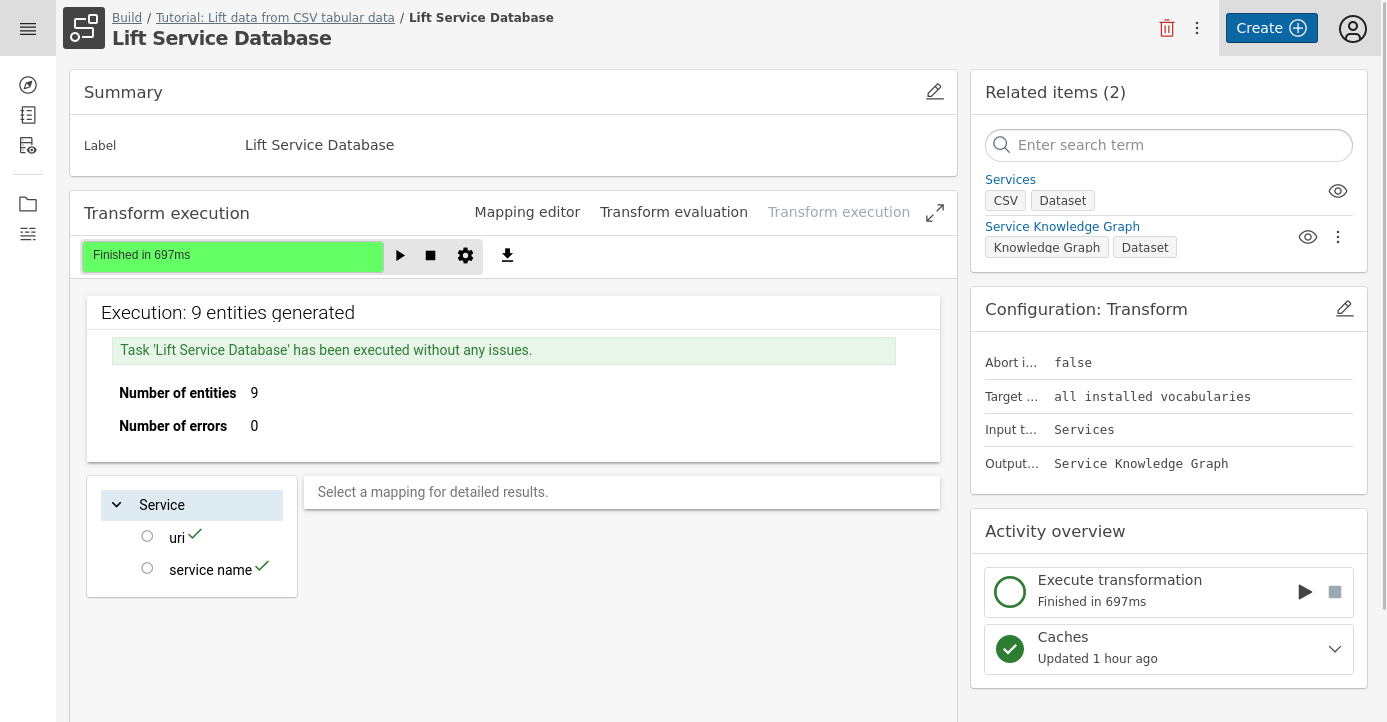 Build / Tutorial: Lift data from CSV tabular data / Lift Service Database
Lift Service Database
Create
Summary
Label Lift Service Database
Transform execution Mapping editor Transform evaluation Transform execution
Finished in 697ms
Execution: 9 entities generated
Task 'Lift Service Database' has been executed without any issues.
Number of entities 9
Number of errors 0
Service
uri
service name
Select a mapping for detailed results.
Related items (2)
Enter search term
Services
CSV Dataset
Service Knowledge Graph
Knowledge Graph Dataset
Configuration: Transform
Abort i... false
Target ... all installed vocabularies
Input t... Services
Output... Service Knowledge Graph
Activity overview
Execute transformation
Finished in 697ms
Caches
Updated 1 hour ago